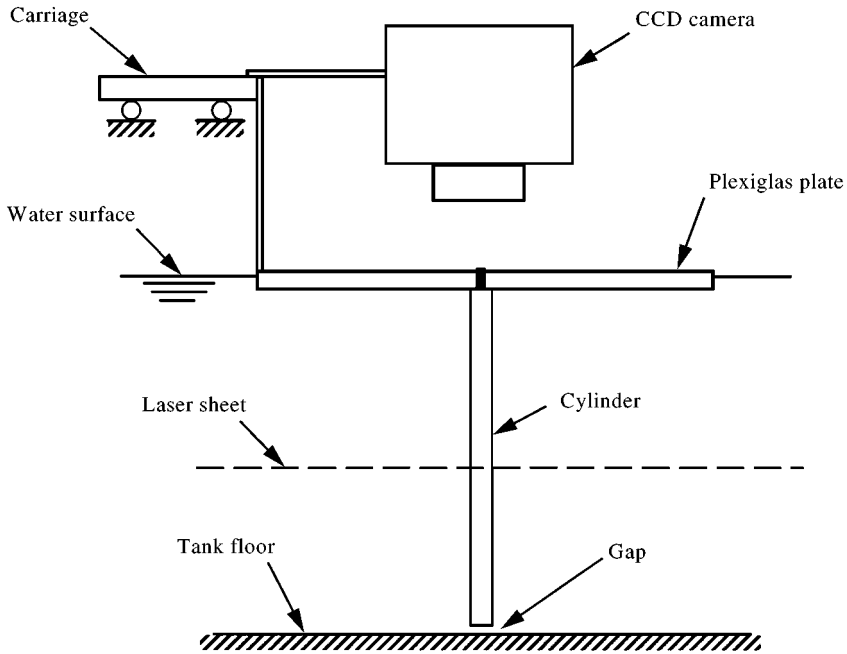 Carriage
CCD camera
Plexiglas plate
Water surface
Laser sheet
Cylinder
Tank floor
Gap